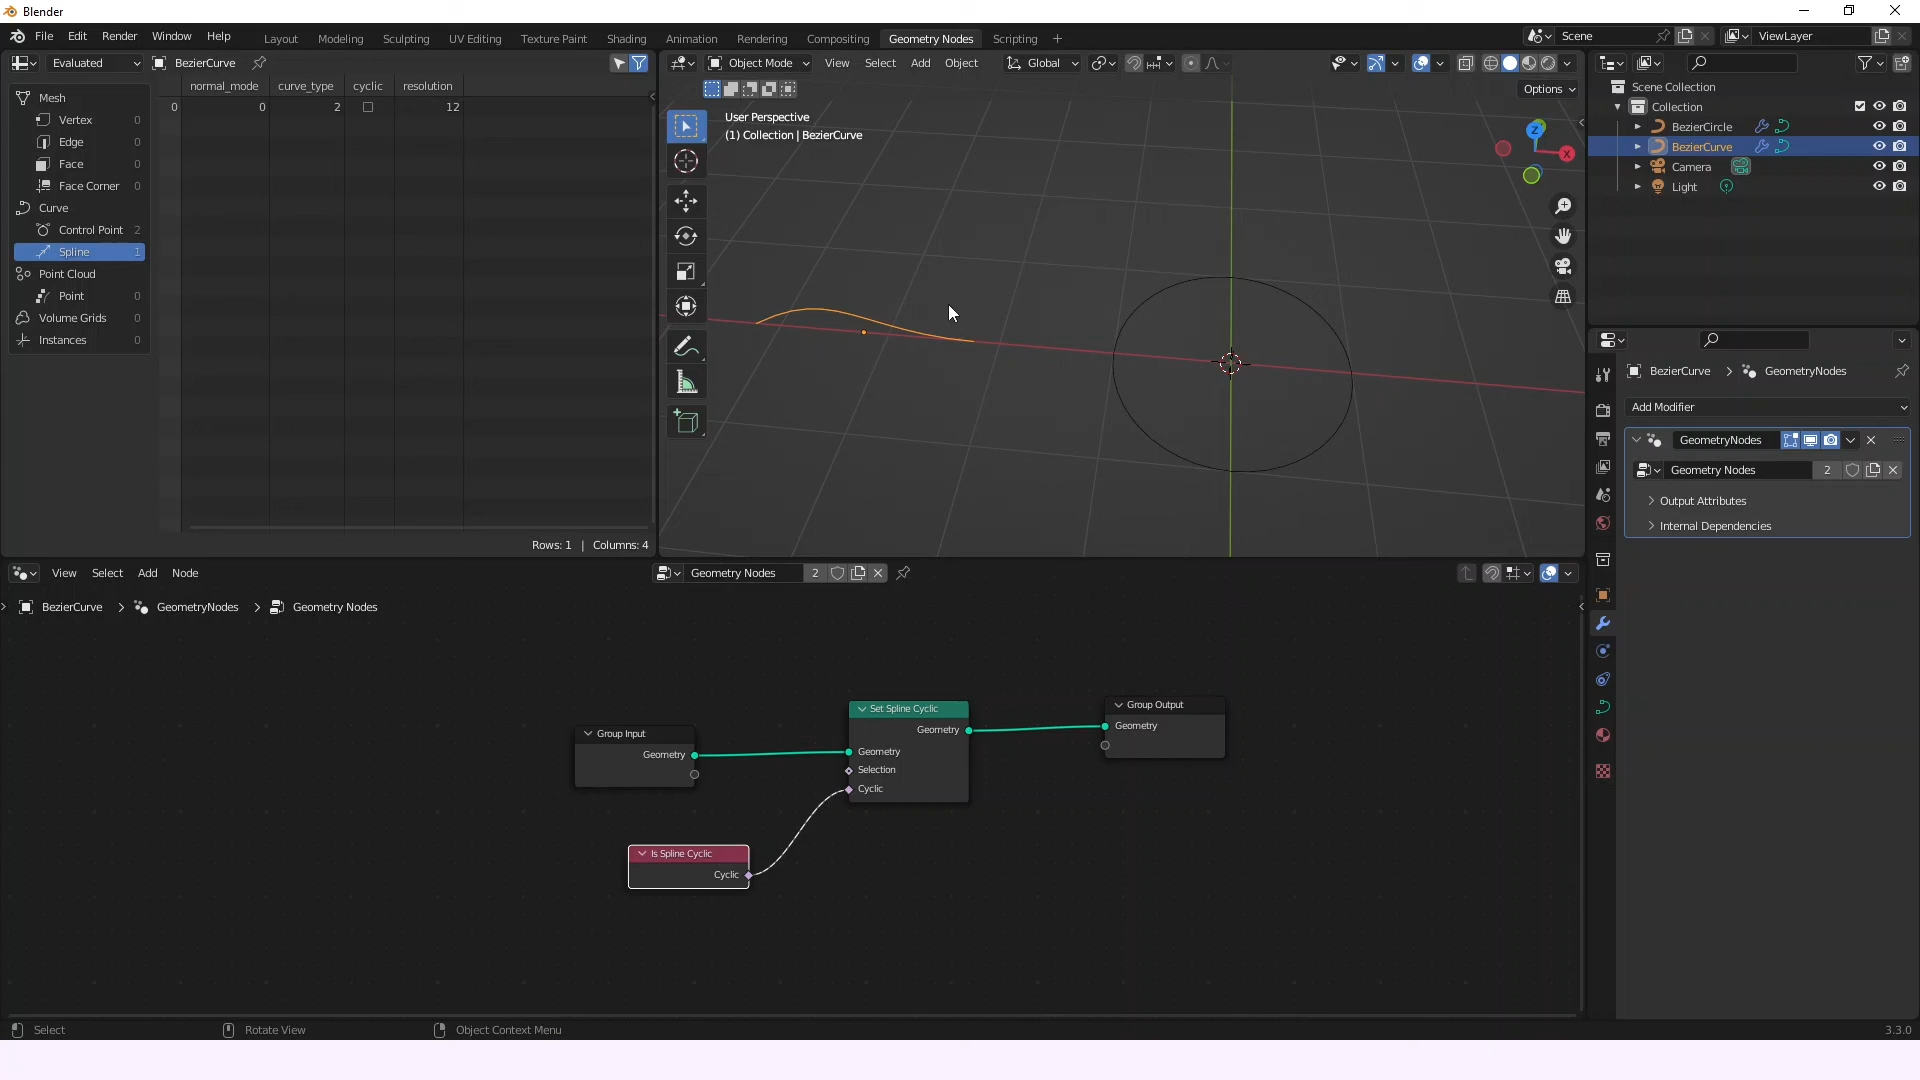 Blender
File Edit Render Window Help
Layout Modeling Sculpting UV Editing Texture Paint Shading Animation Rendering Compositing Geometry Nodes Scripting +
Scene
ViewLayer
Evaluated
BezierCurve
normal_mode curve_type cyclic resolution
0 0 2 12
Mesh
Vertex 0
Edge 0
Face 0
Face Corner 0
Curve
Control Point 2
Spline 1
Point Cloud
Point 0
Volume Grids 0
Instances 0
Rows: 1 | Columns: 4
Object Mode View Select Add Object
Global
Options
User Perspective
(1) Collection | BezierCurve
Z
X
Scene Collection
Collection
BezierCircle
BezierCurve
Camera
Light
BezierCurve > GeometryNodes
Add Modifier
GeometryNodes
Geometry Nodes 2
> Output Attributes
> Internal Dependencies
View Select Add Node
Geometry Nodes 2
BezierCurve > GeometryNodes > Geometry Nodes
Group Input
Geometry
Set Spline Cyclic
Geometry
Geometry
Selection
Cyclic
Group Output
Geometry
Is Spline Cyclic
Cyclic
Select
Rotate View
Object Context Menu
3.3.0